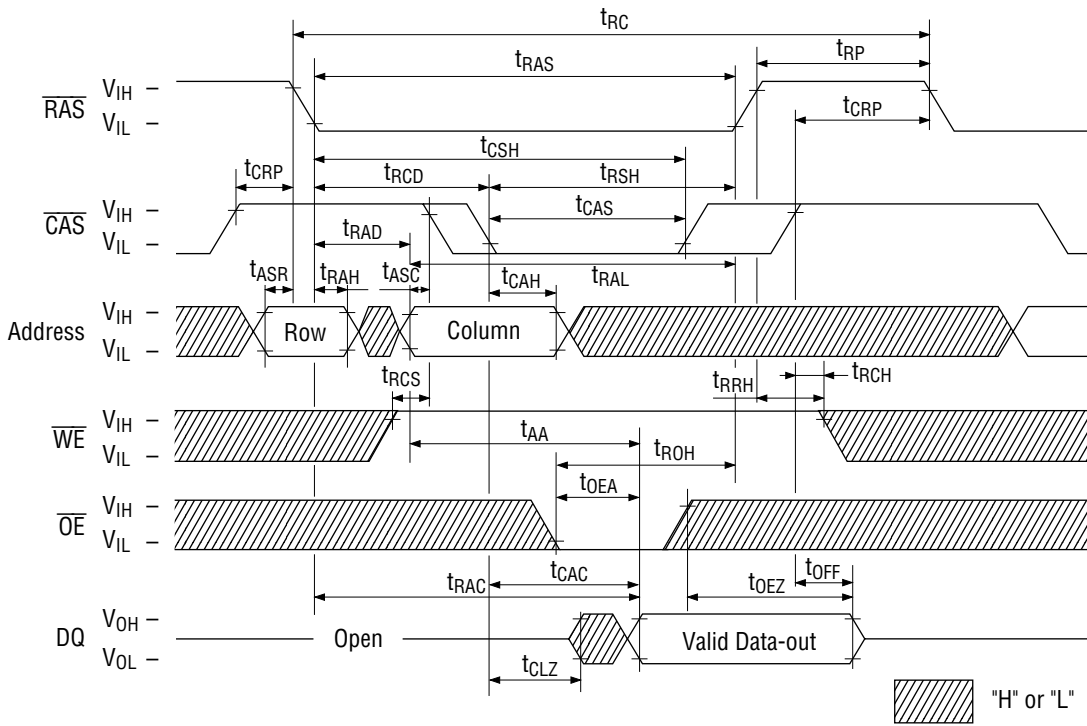 tRC
tRAS
tRP
RAS
VIH
VIL
tCRP
tCSH
tCRP
tRCD
tRSH
CAS
VIH
VIL
tCAS
tRAD
tRAL
tASR
tRAH
tASC
tCAH
Address
VIH
VIL
Row
Column
tRCS
tRRH
tRCH
WE
VIH
VIL
tAA
tROH
tOEA
OE
VIH
VIL
tCAC
tRAC
tOEZ
tOFF
DQ
VOH
VOL
Open
Valid Data-out
tCLZ
"H" or "L"